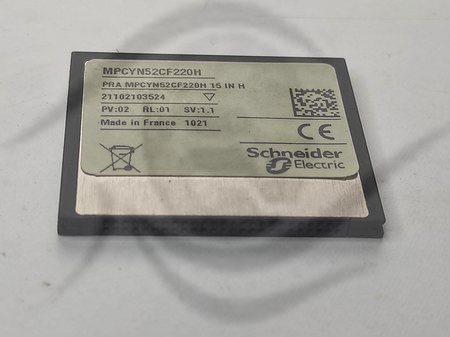 MPCYN52CF220H
PRA MPCYN52CF220H 15 IN H
21102103524
PV:02 RL:01 SV:1.1
Made in France 1021
CE
Schneider
Electric